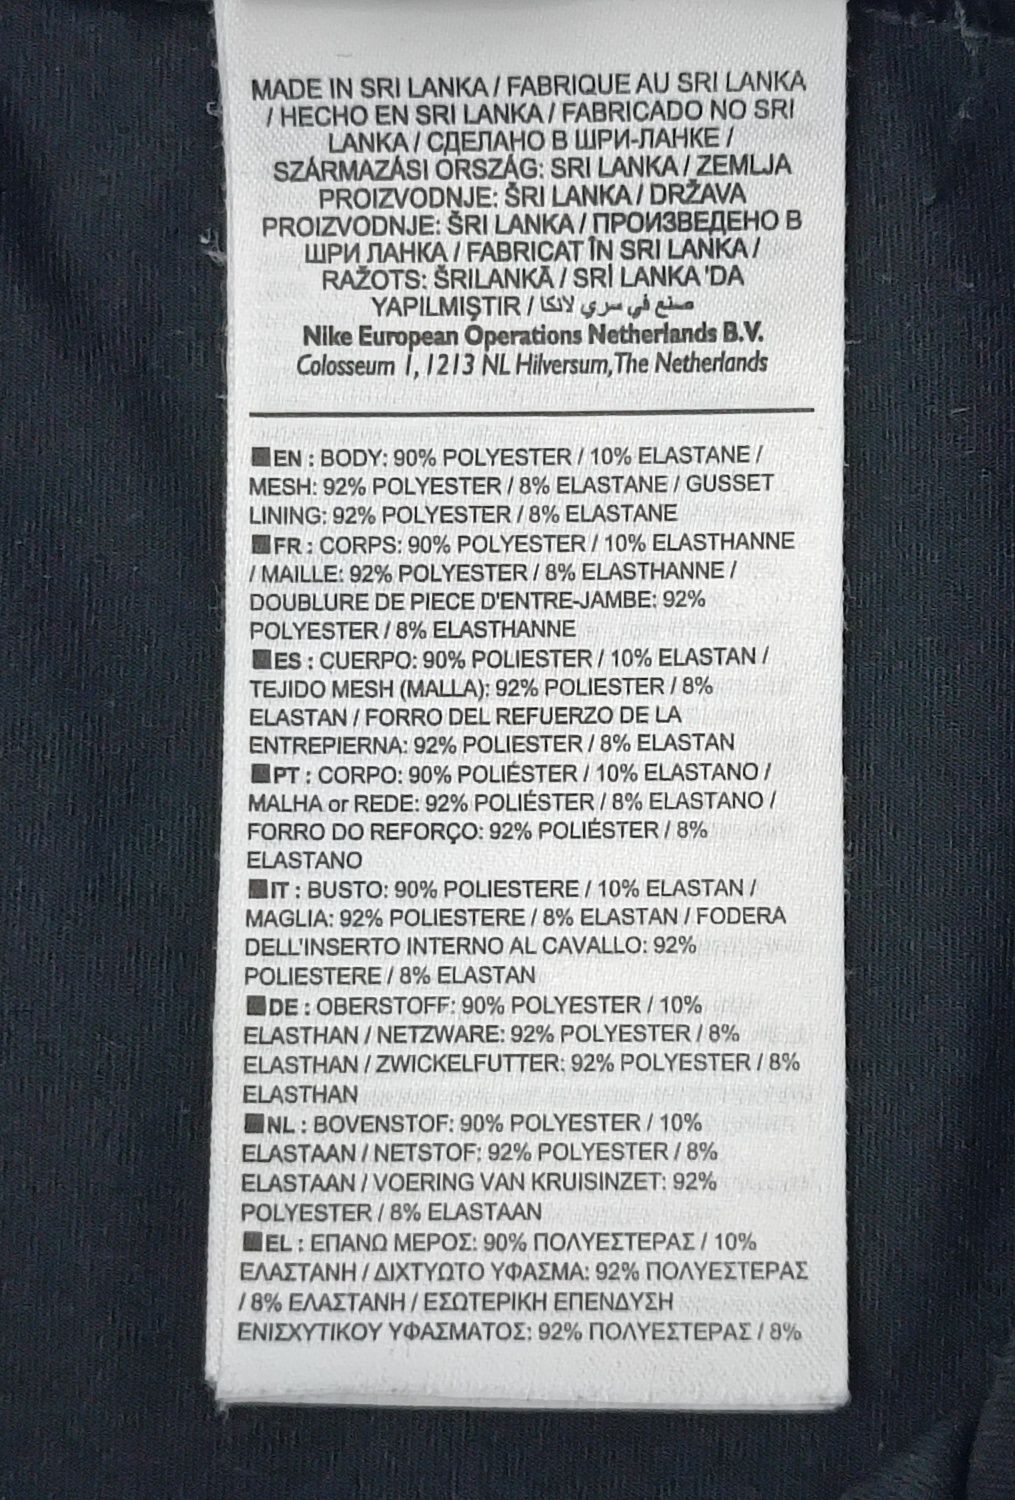 MADE IN SRI LANKA / FABRIQUE AU SRI LANKA
/ HECHO EN SRI LANKA / FABRICADO NO SRI
LANKA / СДЕЛАНО В ШРИ-ЛАНКЕ /
SZÁRMAZÁSI ORSZÁG: SRI LANKA / ZEMLJA
PROIZVODNJE: ŠRI LANKA / DRŽAVA
PROIZVODNJE: ŠRI LANKA / ПРОИЗВЕДЕНО В
ШРИ ЛАНКА / FABRICAT ÎN SRI LANKA /
RAŽOTS: ŠRILANKĀ / SRİ LANKA 'DA
YAPILMIŞTIR / صنع في سري لانكا
Nike European Operations Netherlands B.V.
Colosseum 1, 1213 NL Hilversum, The Netherlands
EN : BODY: 90% POLYESTER / 10% ELASTANE /
MESH: 92% POLYESTER / 8% ELASTANE / GUSSET
LINING: 92% POLYESTER / 8% ELASTANE
FR : CORPS: 90% POLYESTER / 10% ELASTHANNE
/ MAILLE: 92% POLYESTER / 8% ELASTHANNE /
DOUBLURE DE PIECE D'ENTRE-JAMBE: 92%
POLYESTER / 8% ELASTHANNE
ES : CUERPO: 90% POLIESTER / 10% ELASTAN /
TEJIDO MESH (MALLA): 92% POLIESTER / 8%
ELASTAN / FORRO DEL REFUERZO DE LA
ENTREPIERNA: 92% POLIESTER / 8% ELASTAN
PT : CORPO: 90% POLIÉSTER / 10% ELASTANO /
MALHA or REDE: 92% POLIÉSTER / 8% ELASTANO /
FORRO DO REFORÇO: 92% POLIÉSTER / 8%
ELASTANO
IT : BUSTO: 90% POLIESTERE / 10% ELASTAN /
MAGLIA: 92% POLIESTERE / 8% ELASTAN / FODERA
DELL'INSERTO INTERNO AL CAVALLO: 92%
POLIESTERE / 8% ELASTAN
DE : OBERSTOFF: 90% POLYESTER / 10%
ELASTHAN / NETZWARE: 92% POLYESTER / 8%
ELASTHAN / ZWICKELFUTTER: 92% POLYESTER / 8%
ELASTHAN
NL : BOVENSTOF: 90% POLYESTER / 10%
ELASTAAN / NETSTOF: 92% POLYESTER / 8%
ELASTAAN / VOERING VAN KRUISINZET: 92%
POLYESTER / 8% ELASTAAN
EL : ΕΠΑΝΩ ΜΕΡΟΣ: 90% ΠΟΛΥΕΣΤΕΡΑΣ / 10%
ΕΛΑΣΤΑΝΗ / ΔΙΧΤΥΩΤΟ ΥΦΑΣΜΑ: 92% ΠΟΛΥΕΣΤΕΡΑΣ
/ 8% ΕΛΑΣΤΑΝΗ / ΕΣΩΤΕΡΙΚΗ ΕΠΕΝΔΥΣΗ
ΕΝΙΣΧΥΤΙΚΟΥ ΥΦΑΣΜΑΤΟΣ: 92% ΠΟΛΥΕΣΤΕΡΑΣ / 8%